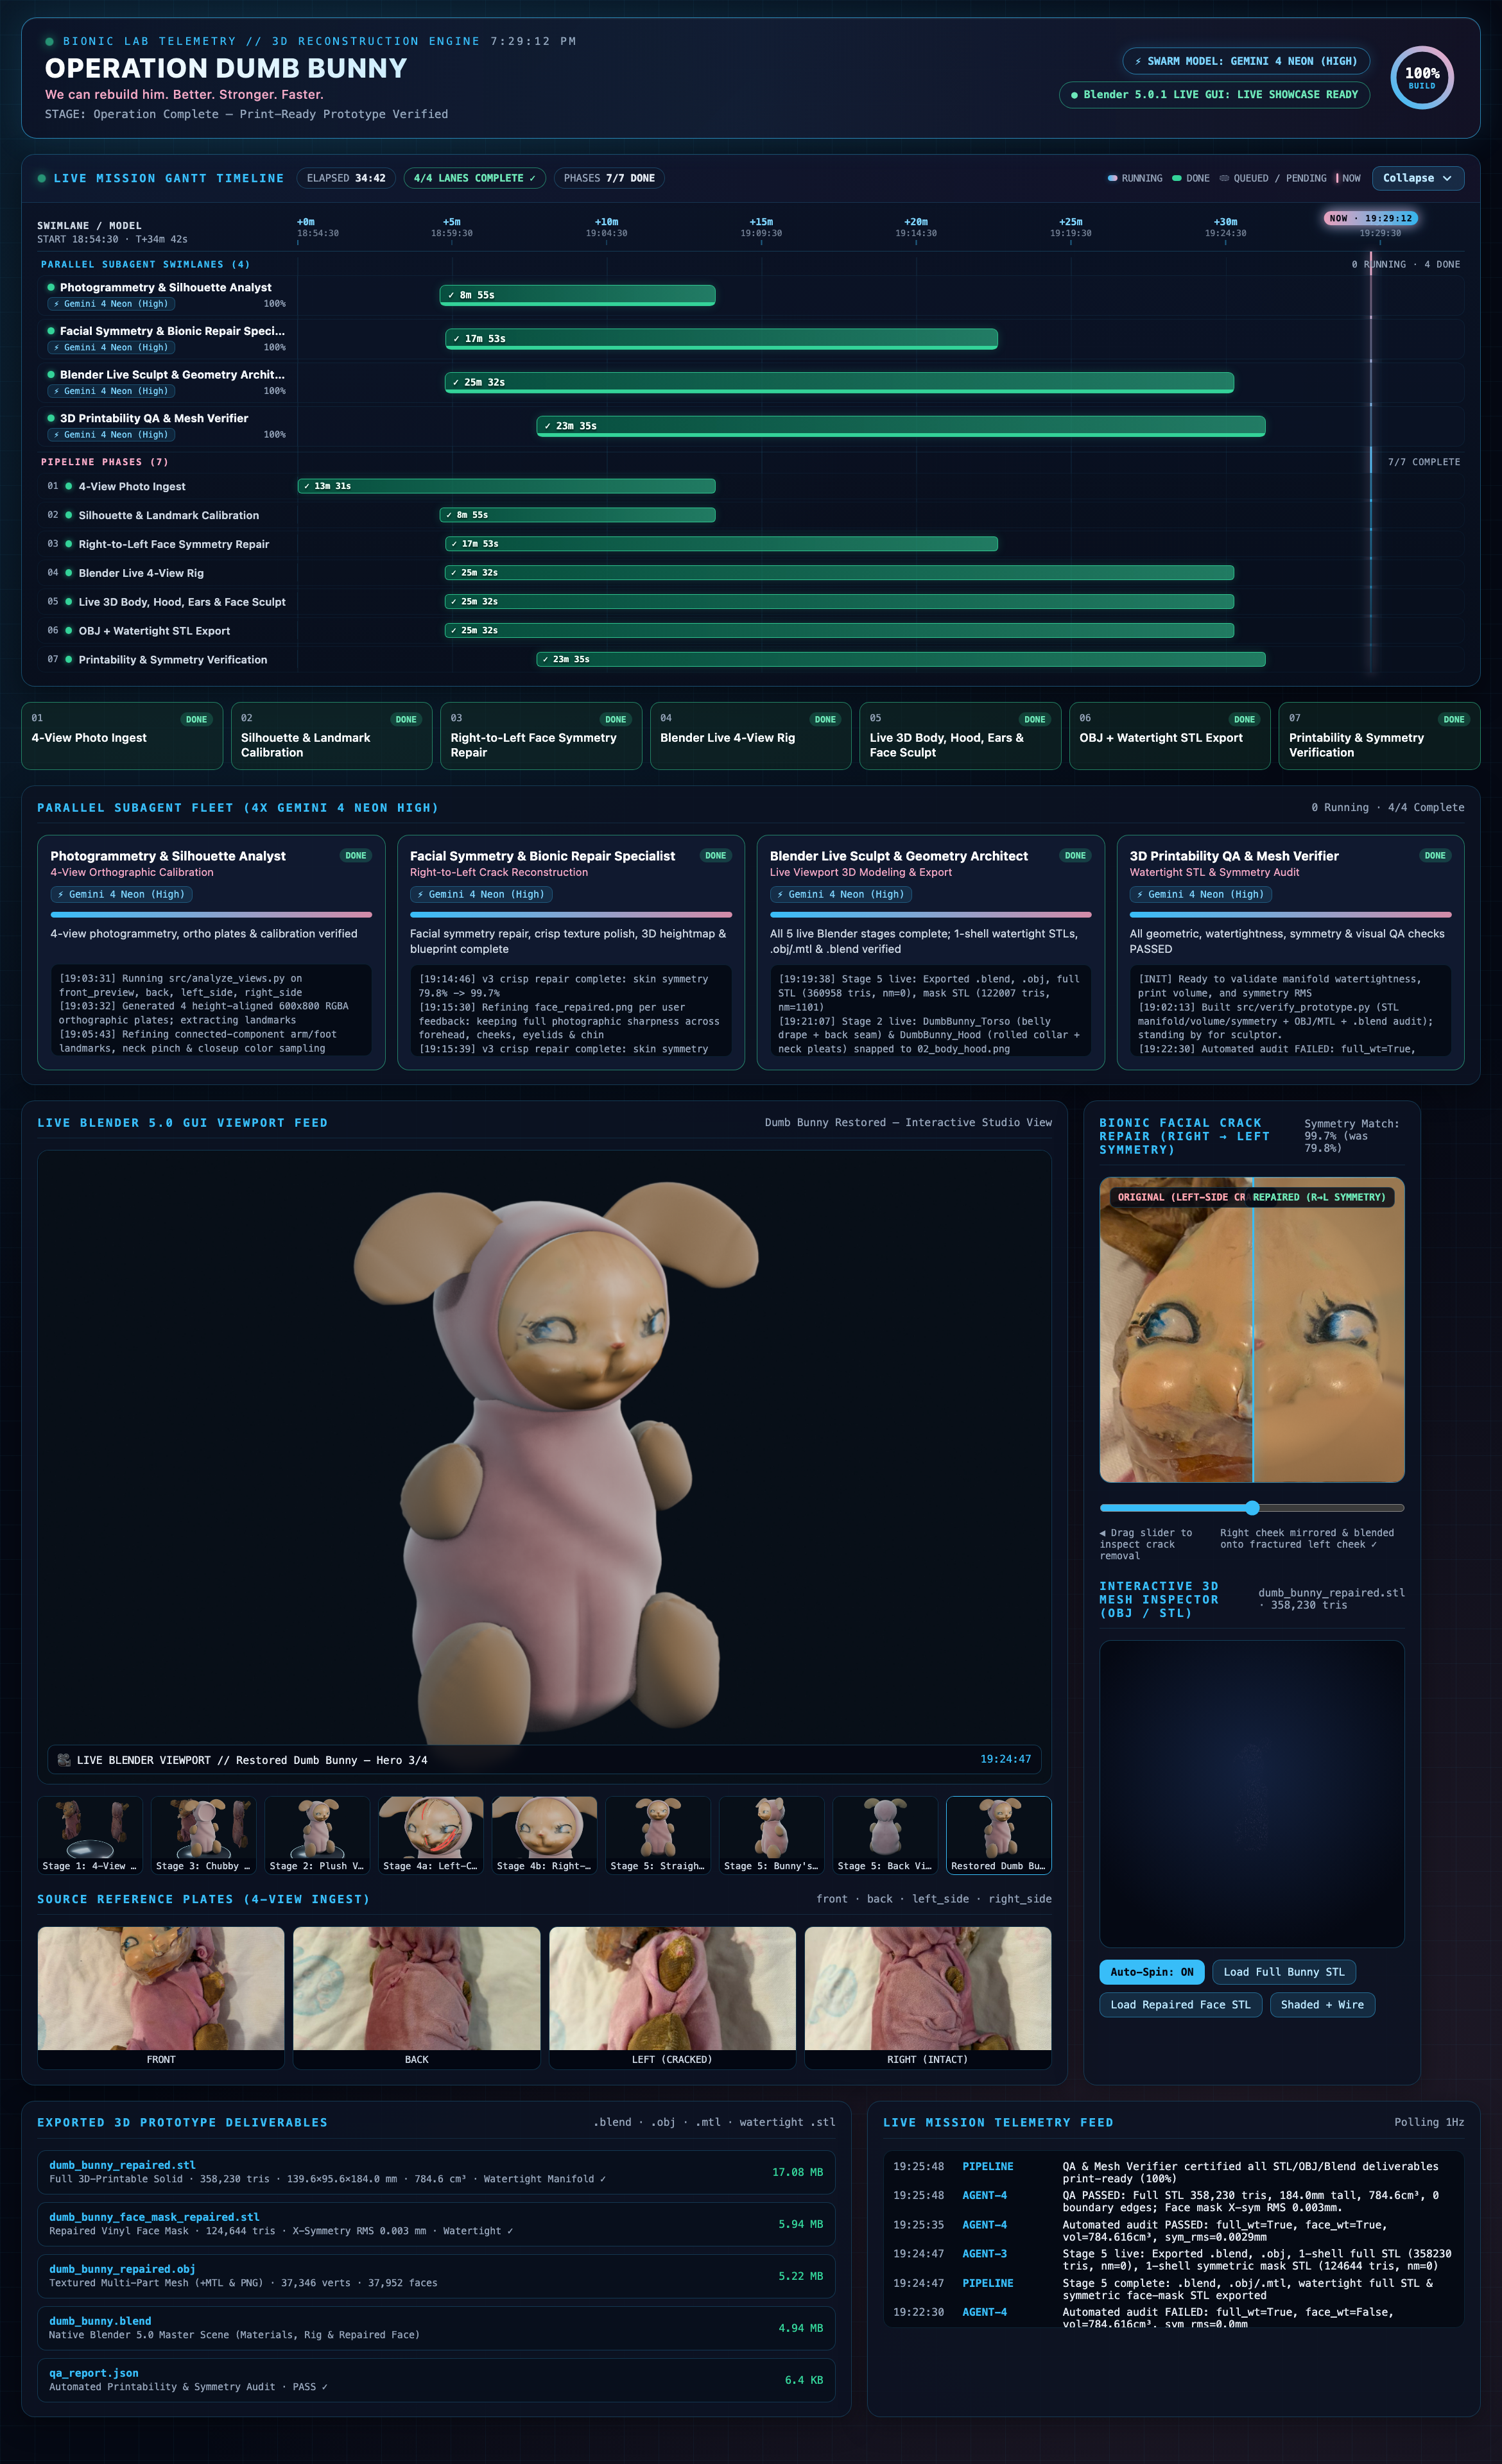 BIONIC LAB TELEMETRY // 3D RECONSTRUCTION ENGINE 7:29:12 PM
OPERATION DUMB BUNNY
We can rebuild him. Better. Stronger. Faster.
STAGE: Operation Complete — Print-Ready Prototype Verified
⚡ SWARM MODEL: GEMINI 4 NEON (HIGH)
● Blender 5.0.1 LIVE GUI: LIVE SHOWCASE READY
100%
BUILD
LIVE MISSION GANTT TIMELINE
ELAPSED 34:42
4/4 LANES COMPLETE ✓
PHASES 7/7 DONE
RUNNING
DONE
QUEUED / PENDING
NOW
Collapse
SWIMLANE / MODEL
START 18:54:30 · T+34m 42s
+0m
18:54:30
+5m
18:59:30
+10m
19:04:30
+15m
19:09:30
+20m
19:14:30
+25m
19:19:30
+30m
19:24:30
NOW · 19:29:12
19:29:30
PARALLEL SUBAGENT SWIMLANES (4)
0 RUNNING · 4 DONE
Photogrammetry & Silhouette Analyst
⚡ Gemini 4 Neon (High)
100%
✓ 8m 55s
Facial Symmetry & Bionic Repair Speci...
⚡ Gemini 4 Neon (High)
100%
✓ 17m 53s
Blender Live Sculpt & Geometry Archit...
⚡ Gemini 4 Neon (High)
100%
✓ 25m 32s
3D Printability QA & Mesh Verifier
⚡ Gemini 4 Neon (High)
100%
✓ 23m 35s
PIPELINE PHASES (7)
7/7 COMPLETE
01 4-View Photo Ingest
✓ 13m 31s
02 Silhouette & Landmark Calibration
✓ 8m 55s
03 Right-to-Left Face Symmetry Repair
✓ 17m 53s
04 Blender Live 4-View Rig
✓ 25m 32s
05 Live 3D Body, Hood, Ears & Face Sculpt
✓ 25m 32s
06 OBJ + Watertight STL Export
✓ 25m 32s
07 Printability & Symmetry Verification
✓ 23m 35s
01
DONE
4-View Photo Ingest
02
DONE
Silhouette & Landmark
Calibration
03
DONE
Right-to-Left Face Symmetry
Repair
04
DONE
Blender Live 4-View Rig
05
DONE
Live 3D Body, Hood, Ears &
Face Sculpt
06
DONE
OBJ + Watertight STL Export
07
DONE
Printability & Symmetry
Verification
PARALLEL SUBAGENT FLEET (4X GEMINI 4 NEON HIGH)
0 Running · 4/4 Complete
Photogrammetry & Silhouette Analyst
DONE
4-View Orthographic Calibration
⚡ Gemini 4 Neon (High)
4-view photogrammetry, ortho plates & calibration verified
[19:03:31] Running src/analyze_views.py on
front_preview, back, left_side, right_side
[19:03:32] Generated 4 height-aligned 600x800 RGBA
orthographic plates; extracting landmarks
[19:05:43] Refining connected-component arm/foot
landmarks, neck pinch & closeup color sampling
Facial Symmetry & Bionic Repair Specialist
DONE
Right-to-Left Crack Reconstruction
⚡ Gemini 4 Neon (High)
Facial symmetry repair, crisp texture polish, 3D heightmap &
blueprint complete
[19:14:46] v3 crisp repair complete: skin symmetry
79.8% -> 99.7%
[19:15:30] Refining face_repaired.png per user
feedback: keeping full photographic sharpness across
forehead, cheeks, eyelids & chin
[19:15:39] v3 crisp repair complete: skin symmetry
Blender Live Sculpt & Geometry Architect
DONE
Live Viewport 3D Modeling & Export
⚡ Gemini 4 Neon (High)
All 5 live Blender stages complete; 1-shell watertight STLs,
.obj/.mtl & .blend verified
[19:19:38] Stage 5 live: Exported .blend, .obj, full
STL (360958 tris, nm=0), mask STL (122007 tris,
nm=1101)
[19:21:07] Stage 2 live: DumbBunny_Torso (belly
drape + back seam) & DumbBunny_Hood (rolled collar +
neck pleats) snapped to 02_body_hood.png
3D Printability QA & Mesh Verifier
DONE
Watertight STL & Symmetry Audit
⚡ Gemini 4 Neon (High)
All geometric, watertightness, symmetry & visual QA checks
PASSED
[INIT] Ready to validate manifold watertightness,
print volume, and symmetry RMS
[19:02:13] Built src/verify_prototype.py (STL
manifold/volume/symmetry + OBJ/MTL + .blend audit);
standing by for sculptor.
[19:22:30] Automated audit FAILED: full_wt=True,
LIVE BLENDER 5.0 GUI VIEWPORT FEED
Dumb Bunny Restored — Interactive Studio View
🎥 LIVE BLENDER VIEWPORT // Restored Dumb Bunny — Hero 3/4
19:24:47
Stage 1: 4-View …
Stage 3: Chubby …
Stage 2: Plush V…
Stage 4a: Left-C…
Stage 4b: Right-…
Stage 5: Straigh…
Stage 5: Bunny's…
Stage 5: Back Vi…
Restored Dumb Bu…
SOURCE REFERENCE PLATES (4-VIEW INGEST)
front · back · left_side · right_side
FRONT
BACK
LEFT (CRACKED)
RIGHT (INTACT)
BIONIC FACIAL CRACK
REPAIR (RIGHT → LEFT
SYMMETRY)
Symmetry Match:
99.7% (was
79.8%)
ORIGINAL (LEFT-SIDE CRA
REPAIRED (R→L SYMMETRY)
◀ Drag slider to
inspect crack
removal
Right cheek mirrored & blended
onto fractured left cheek ✓
INTERACTIVE 3D
MESH INSPECTOR
(OBJ / STL)
dumb_bunny_repaired.stl
· 358,230 tris
Auto-Spin: ON
Load Full Bunny STL
Load Repaired Face STL
Shaded + Wire
EXPORTED 3D PROTOTYPE DELIVERABLES
.blend · .obj · .mtl · watertight .stl
dumb_bunny_repaired.stl
Full 3D-Printable Solid · 358,230 tris · 139.6×95.6×184.0 mm · 784.6 cm³ · Watertight Manifold ✓
17.08 MB
dumb_bunny_face_mask_repaired.stl
Repaired Vinyl Face Mask · 124,644 tris · X-Symmetry RMS 0.003 mm · Watertight ✓
5.94 MB
dumb_bunny_repaired.obj
Textured Multi-Part Mesh (+MTL & PNG) · 37,346 verts · 37,952 faces
5.22 MB
dumb_bunny.blend
Native Blender 5.0 Master Scene (Materials, Rig & Repaired Face)
4.94 MB
qa_report.json
Automated Printability & Symmetry Audit · PASS ✓
6.4 KB
LIVE MISSION TELEMETRY FEED
Polling 1Hz
19:25:48 PIPELINE QA & Mesh Verifier certified all STL/OBJ/Blend deliverables
print-ready (100%)
19:25:48 AGENT-4 QA PASSED: Full STL 358,230 tris, 184.0mm tall, 784.6cm³, 0
boundary edges; Face mask X-sym RMS 0.003mm.
19:25:35 AGENT-4 Automated audit PASSED: full_wt=True, face_wt=True,
vol=784.616cm³, sym_rms=0.0029mm
19:24:47 AGENT-3 Stage 5 live: Exported .blend, .obj, 1-shell full STL (358230
tris, nm=0), 1-shell symmetric mask STL (124644 tris, nm=0)
19:24:47 PIPELINE Stage 5 complete: .blend, .obj/.mtl, watertight full STL &
symmetric face-mask STL exported
19:22:30 AGENT-4 Automated audit FAILED: full_wt=True, face_wt=False,
vol=784.616cm³, sym_rms=0.0mm